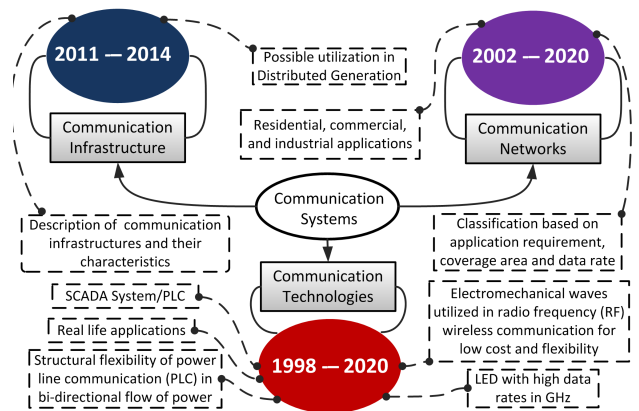 2011 — 2014
Possible utilization in
Distributed Generation
2002 — 2020
Residential, commercial,
and industrial applications
Communication
Infrastructure
Communication
Networks
Communication
Systems
Description of communication
infrastructures and their
characteristics
Classification based on
application requirement,
coverage area and data rate
Communication
Technologies
SCADA System/PLC
Real life applications
Structural flexibility of power
line communication (PLC) in
bi-directional flow of power
1998 — 2020
Electromechanical waves
utilized in radio frequency (RF)
wireless communication for
low cost and flexibility
LED with high data
rates in GHz